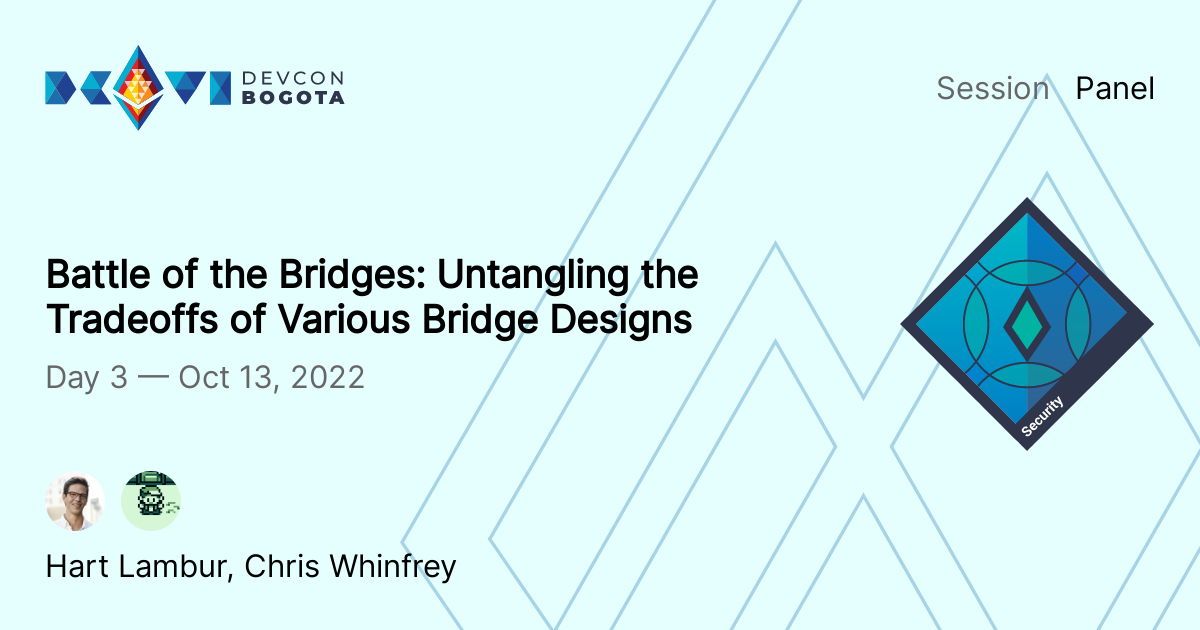 DEVCON
BOGOTA
Session Panel
Battle of the Bridges: Untangling the
Tradeoffs of Various Bridge Designs
Day 3 — Oct 13, 2022
Security
Hart Lambur, Chris Whinfrey